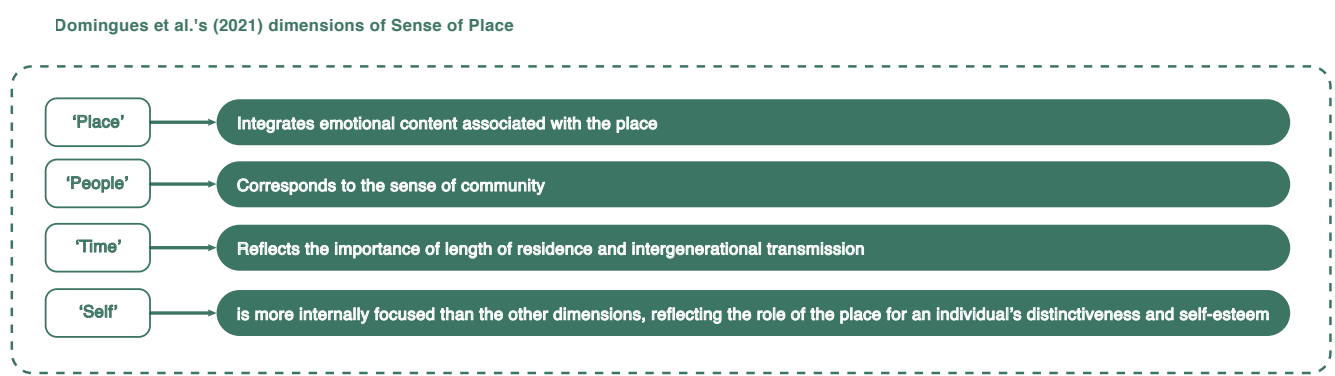 Domingues et al.'s (2021) dimensions of Sense of Place
‘Place’
Integrates emotional content associated with the place
‘People’
Corresponds to the sense of community
‘Time’
Reflects the importance of length of residence and intergenerational transmission
‘Self’
is more internally focused than the other dimensions, reflecting the role of the place for an individual’s distinctiveness and self-esteem